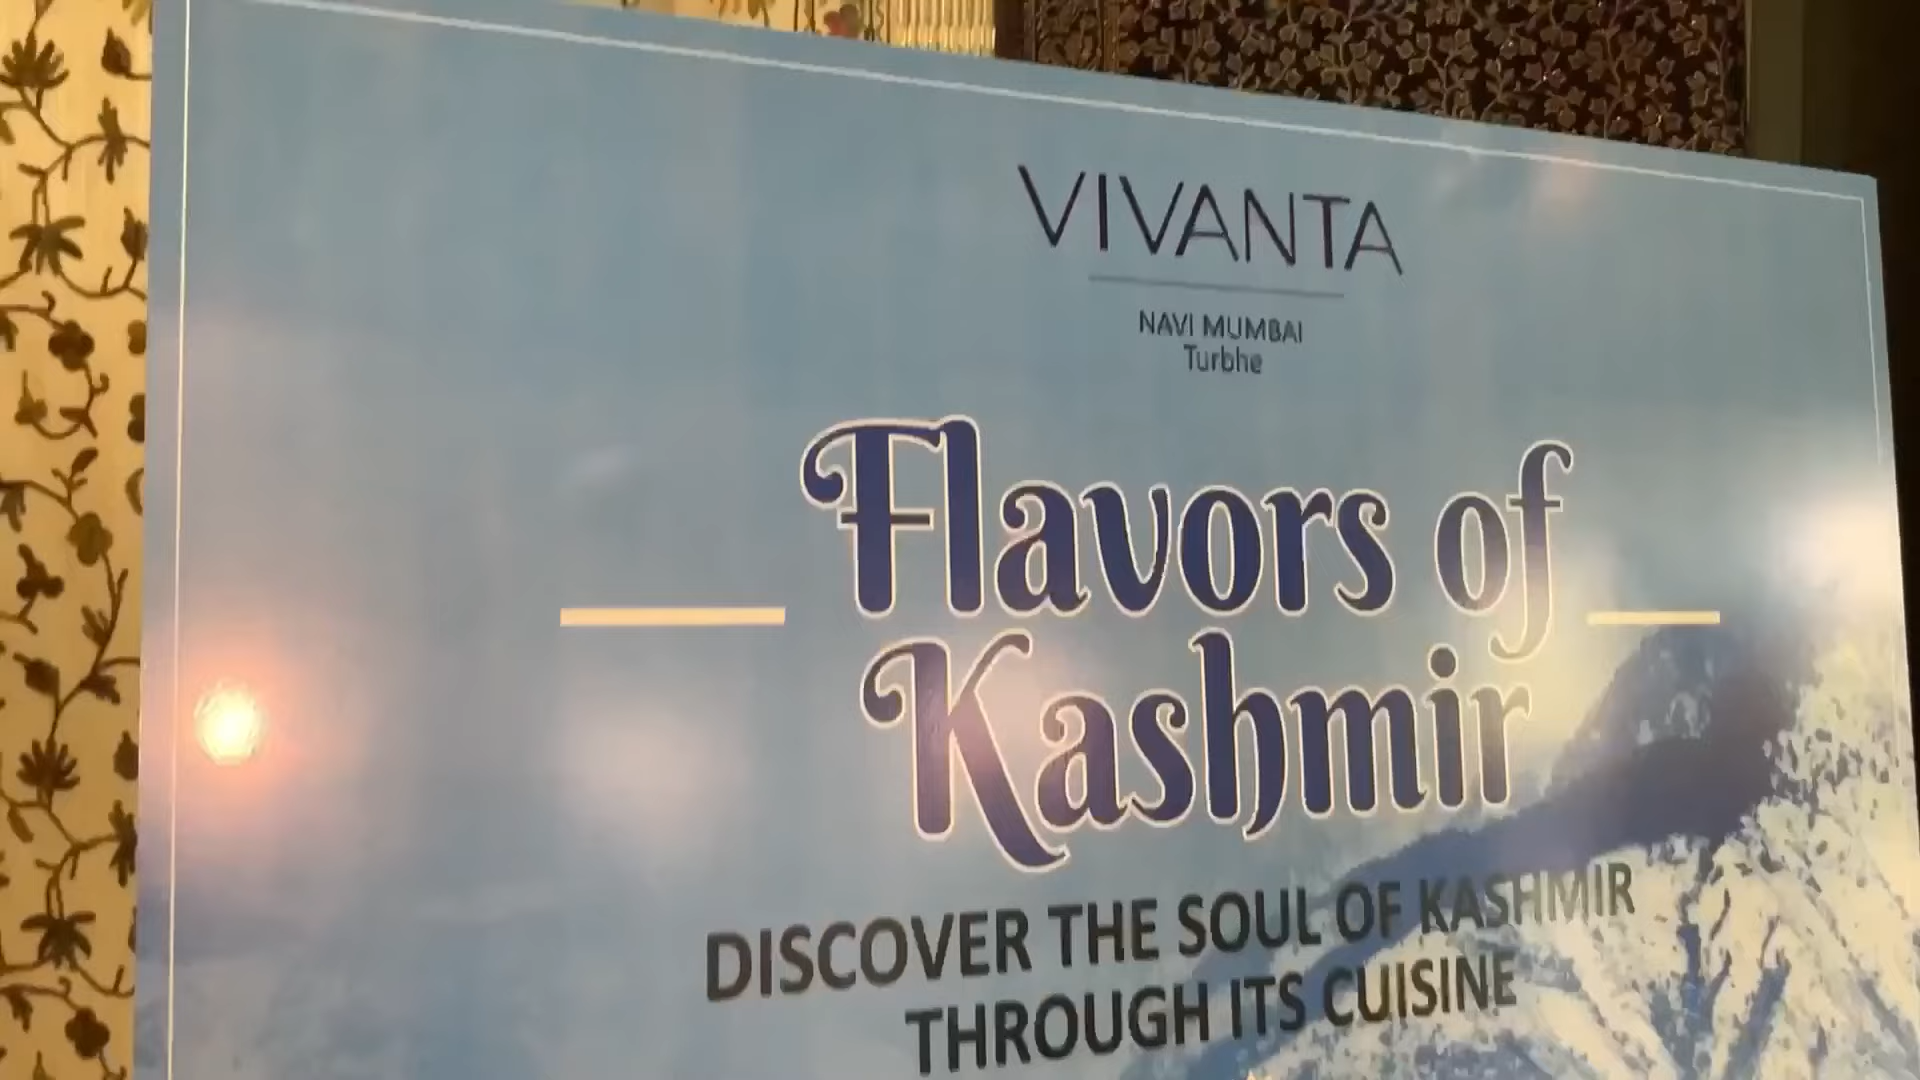 VIVANTA
NAVI MUMBAI
Turbhe
Flavors of
Kashmir
DISCOVER THE SOUL OF KASHMIR
THROUGH ITS CUISINE